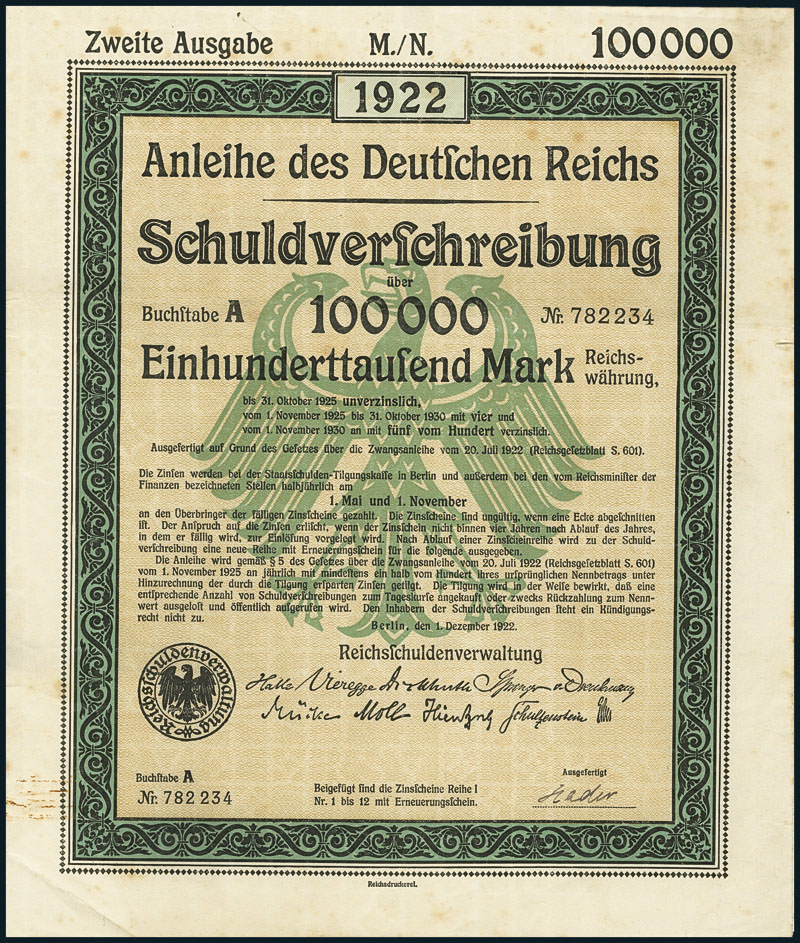 Zweite Ausgabe M./N. 100000
1922
Anleihe des Deutſchen Reichs
Schuldverſchreibung
über
Buchſtabe A 100000 Nr. 782234
Einhunderttauſend Mark Reichs-
währung,
bis 31. Oktober 1925 unverzinslich,
vom 1. November 1925 bis 31. Oktober 1930 mit vier und
vom 1. November 1930 an mit fünf vom Hundert verzinslich.
Ausgefertigt auf Grund des Geſetzes über die Zwangsanleihe vom 20. Juli 1922 (Reichsgeſetzblatt S. 601).
Die Zinſen werden bei der Staatsſchulden-Tilgungskaſſe in Berlin und außerdem bei den vom Reichsminiſter der
Finanzen bezeichneten Stellen halbjährlich am
1. Mai und 1. November
an den Überbringer der fälligen Zinsſcheine gezahlt. Die Zinsſcheine ſind ungültig, wenn eine Ecke abgeſchnitten
iſt. Der Anſpruch auf die Zinſen erliſcht, wenn der Zinsſchein nicht binnen vier Jahren nach Ablauf des Jahres,
in dem er fällig wird, zur Einlöſung vorgelegt wird. Nach Ablauf einer Zinsſcheinreihe wird zu der Schuld-
verſchreibung eine neue Reihe mit Erneuerungsſchein für die folgende ausgegeben.
Die Anleihe wird gemäß § 5 des Geſetzes über die Zwangsanleihe vom 20. Juli 1922 (Reichsgeſetzblatt S. 601)
vom 1. November 1925 an jährlich mit mindeſtens ein halb vom Hundert ihres urſprünglichen Nennbetrags unter
Hinzurechnung der durch die Tilgung erſparten Zinſen getilgt. Die Tilgung wird in der Weiſe bewirkt, daß eine
entſprechende Anzahl von Schuldverſchreibungen zum Tageskurſe angekauft oder zwecks Rückzahlung zum Nenn-
wert ausgeloſt und öffentlich aufgerufen wird. Den Inhabern der Schuldverſchreibungen ſteht ein Kündigungs-
recht nicht zu.
Berlin, den 1. Dezember 1922.
Reichsſchuldenverwaltung
Reichsſchuldenverwaltung
Halle Vieregge Springer
Mücke Moll
Buchſtabe A
Nr. 782234
Beigefügt ſind die Zinsſcheine Reihe I
Nr. 1 bis 12 mit Erneuerungsſchein.
Ausgefertigt
Reichsdruckerei.